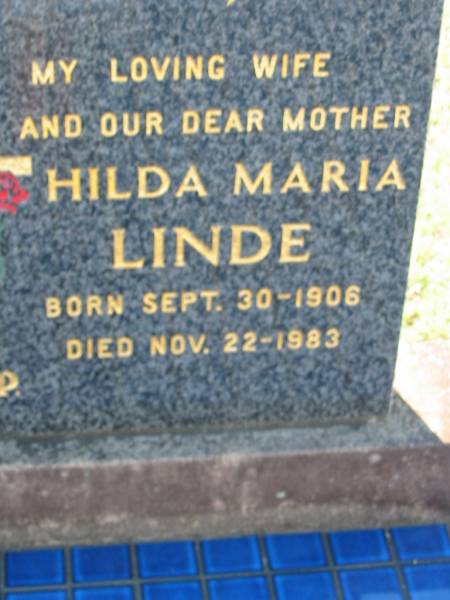 MY LOVING WIFE
AND OUR DEAR MOTHER
HILDA MARIA
LINDE
BORN SEPT. 30-1906
DIED NOV. 22-1983
P.